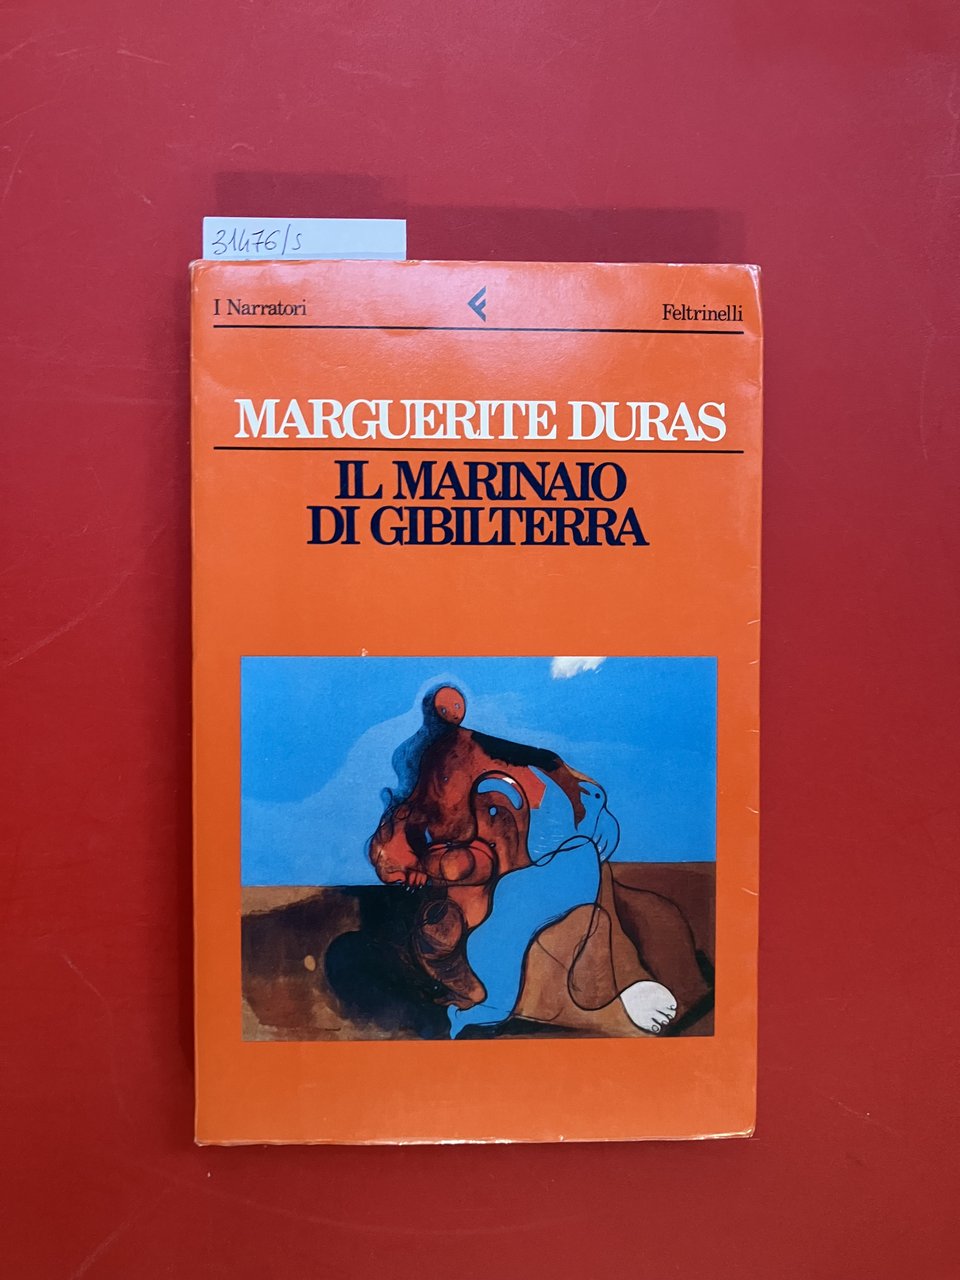 31476/s
I Narratori
Feltrinelli
MARGUERITE DURAS
IL MARINAIO
DI GIBILTERRA